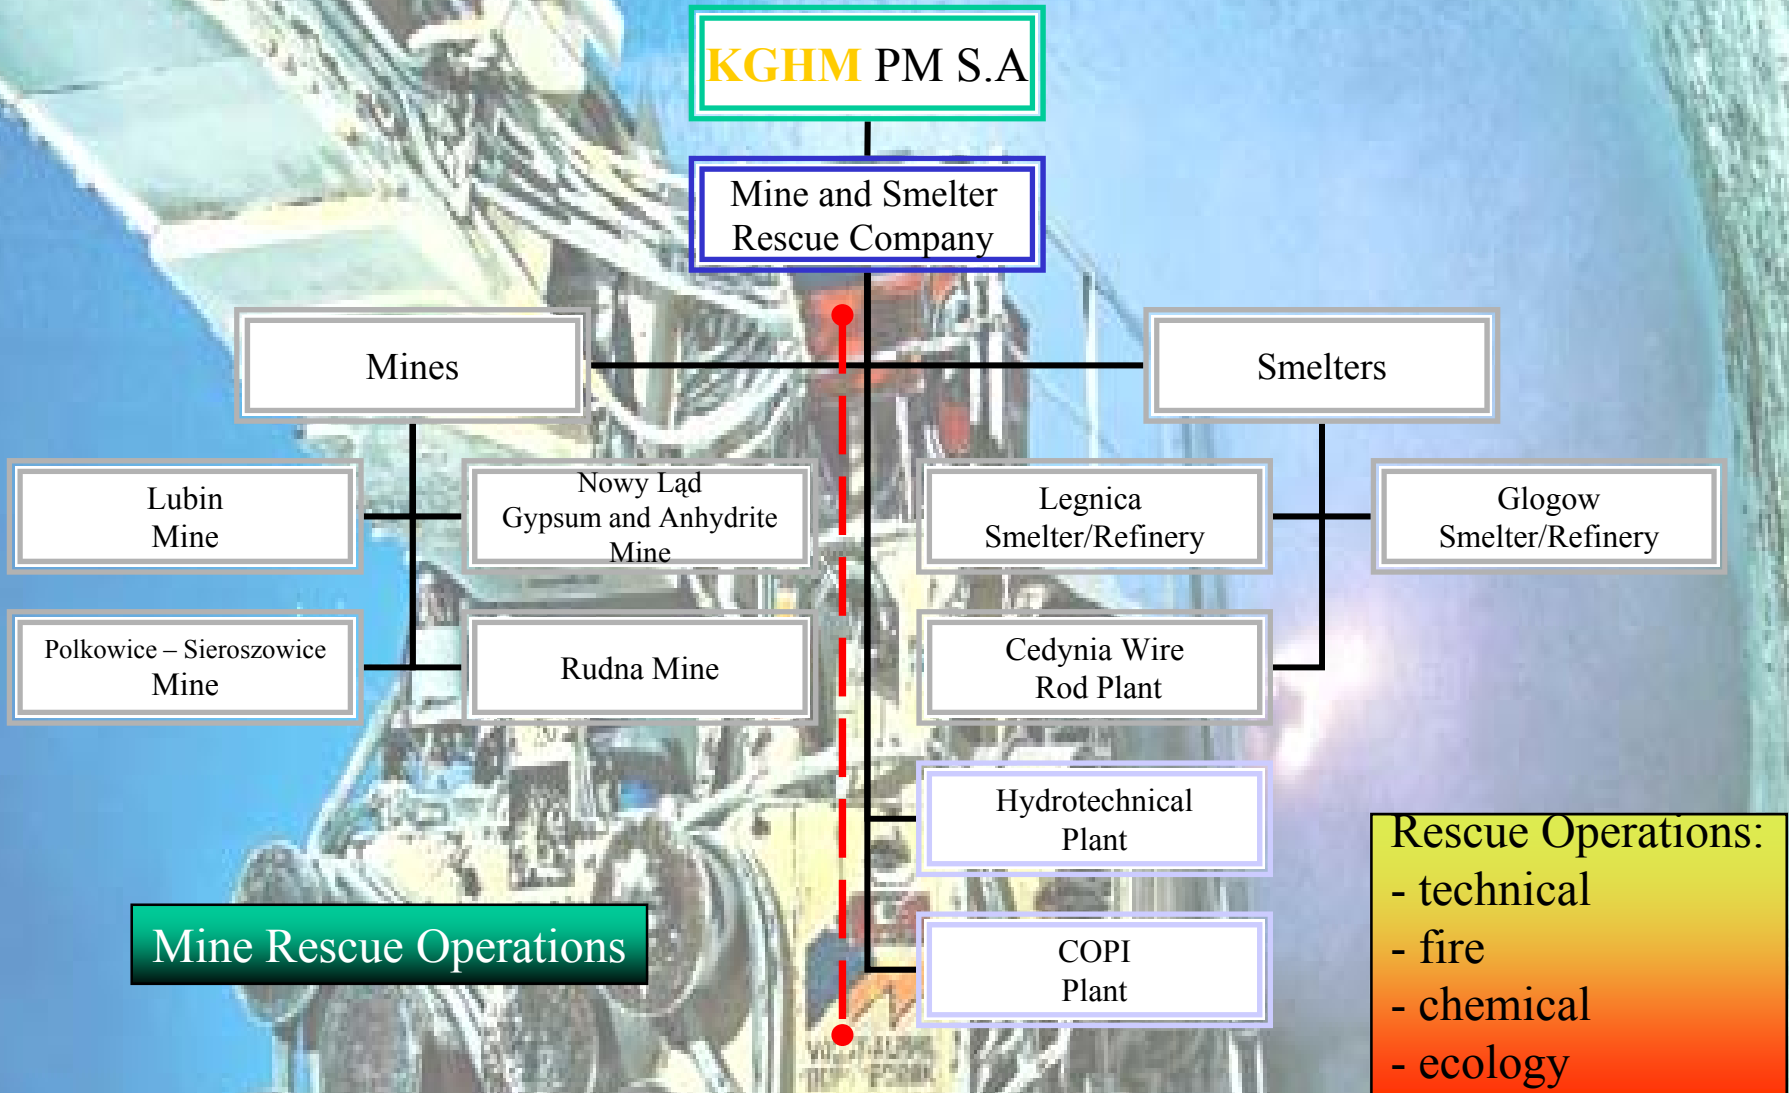 KGHM PM S.A
Mine and Smelter
Rescue Company
Mines
Smelters
Lubin
Mine
Nowy Ląd
Gypsum and Anhydrite
Mine
Legnica
Smelter/Refinery
Glogow
Smelter/Refinery
Polkowice – Sieroszowice
Mine
Rudna Mine
Cedynia Wire
Rod Plant
Hydrotechnical
Plant
COPI
Plant
Mine Rescue Operations
Rescue Operations:
- technical
- fire
- chemical
- ecology